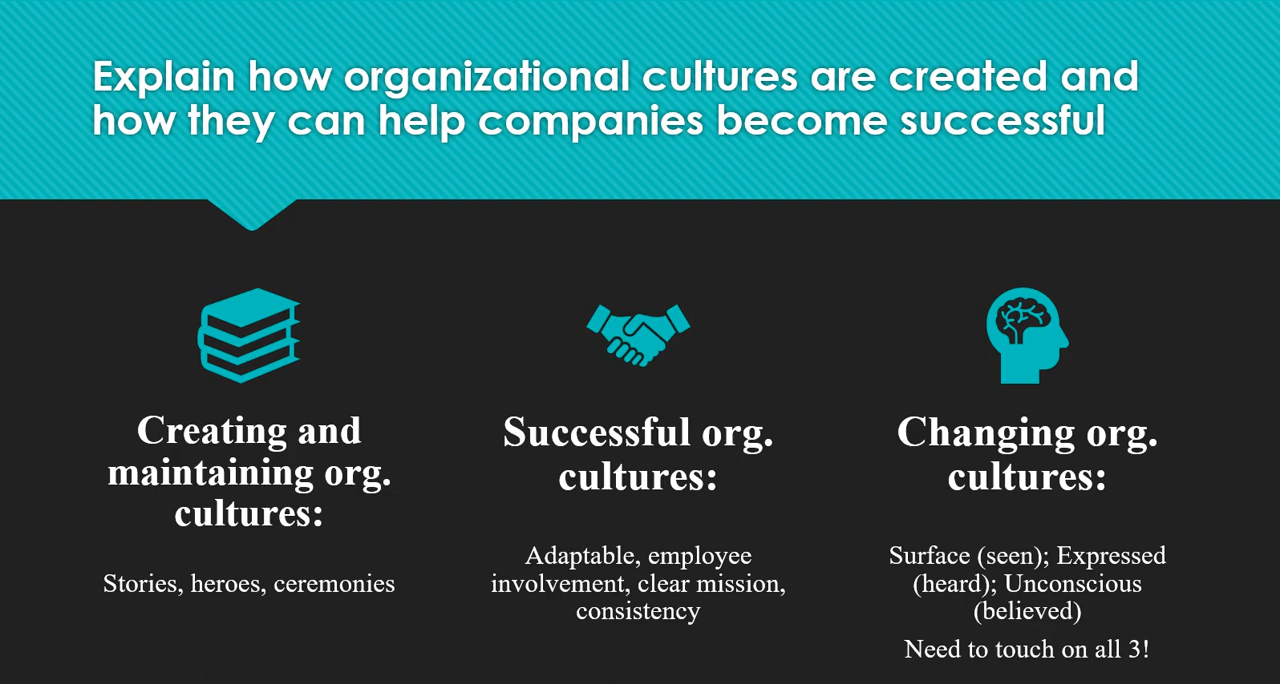 Explain how organizational cultures are created and
how they can help companies become successful
Creating and
maintaining org.
cultures:
Stories, heroes, ceremonies
Successful org.
cultures:
Adaptable, employee
involvement, clear mission,
consistency
Changing org.
cultures:
Surface (seen); Expressed
(heard); Unconscious
(believed)
Need to touch on all 3!